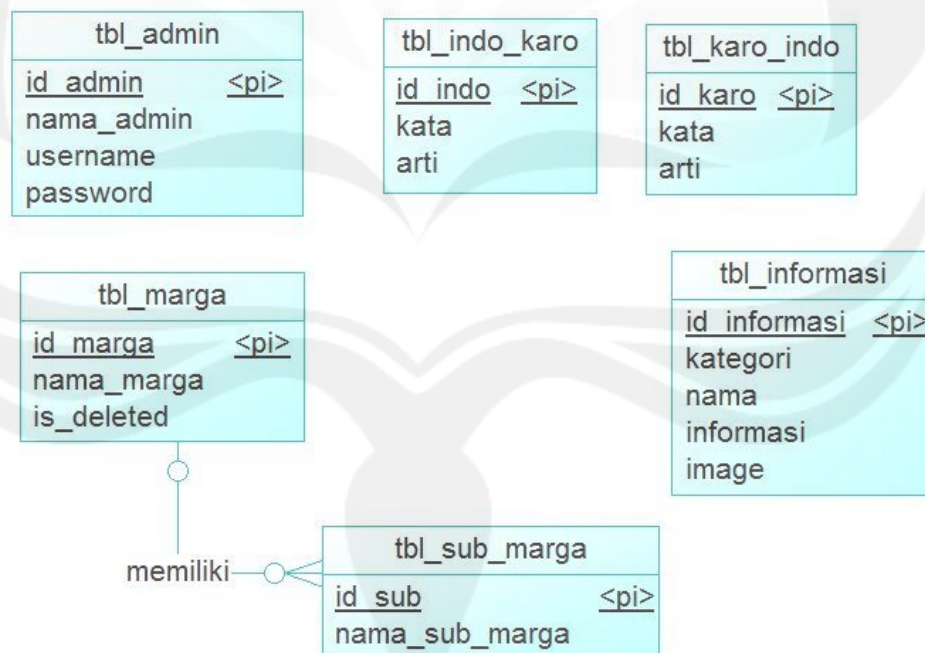 tbl_admin
id_admin <pi>
nama_admin
username
password
tbl_indo_karo
id_indo <pi>
kata
arti
tbl_karo_indo
id_karo <pi>
kata
arti
tbl_marga
id_marga <pi>
nama_marga
is_deleted
tbl_informasi
id_informasi <pi>
kategori
nama
informasi
image
memiliki
tbl_sub_marga
id_sub <pi>
nama_sub_marga